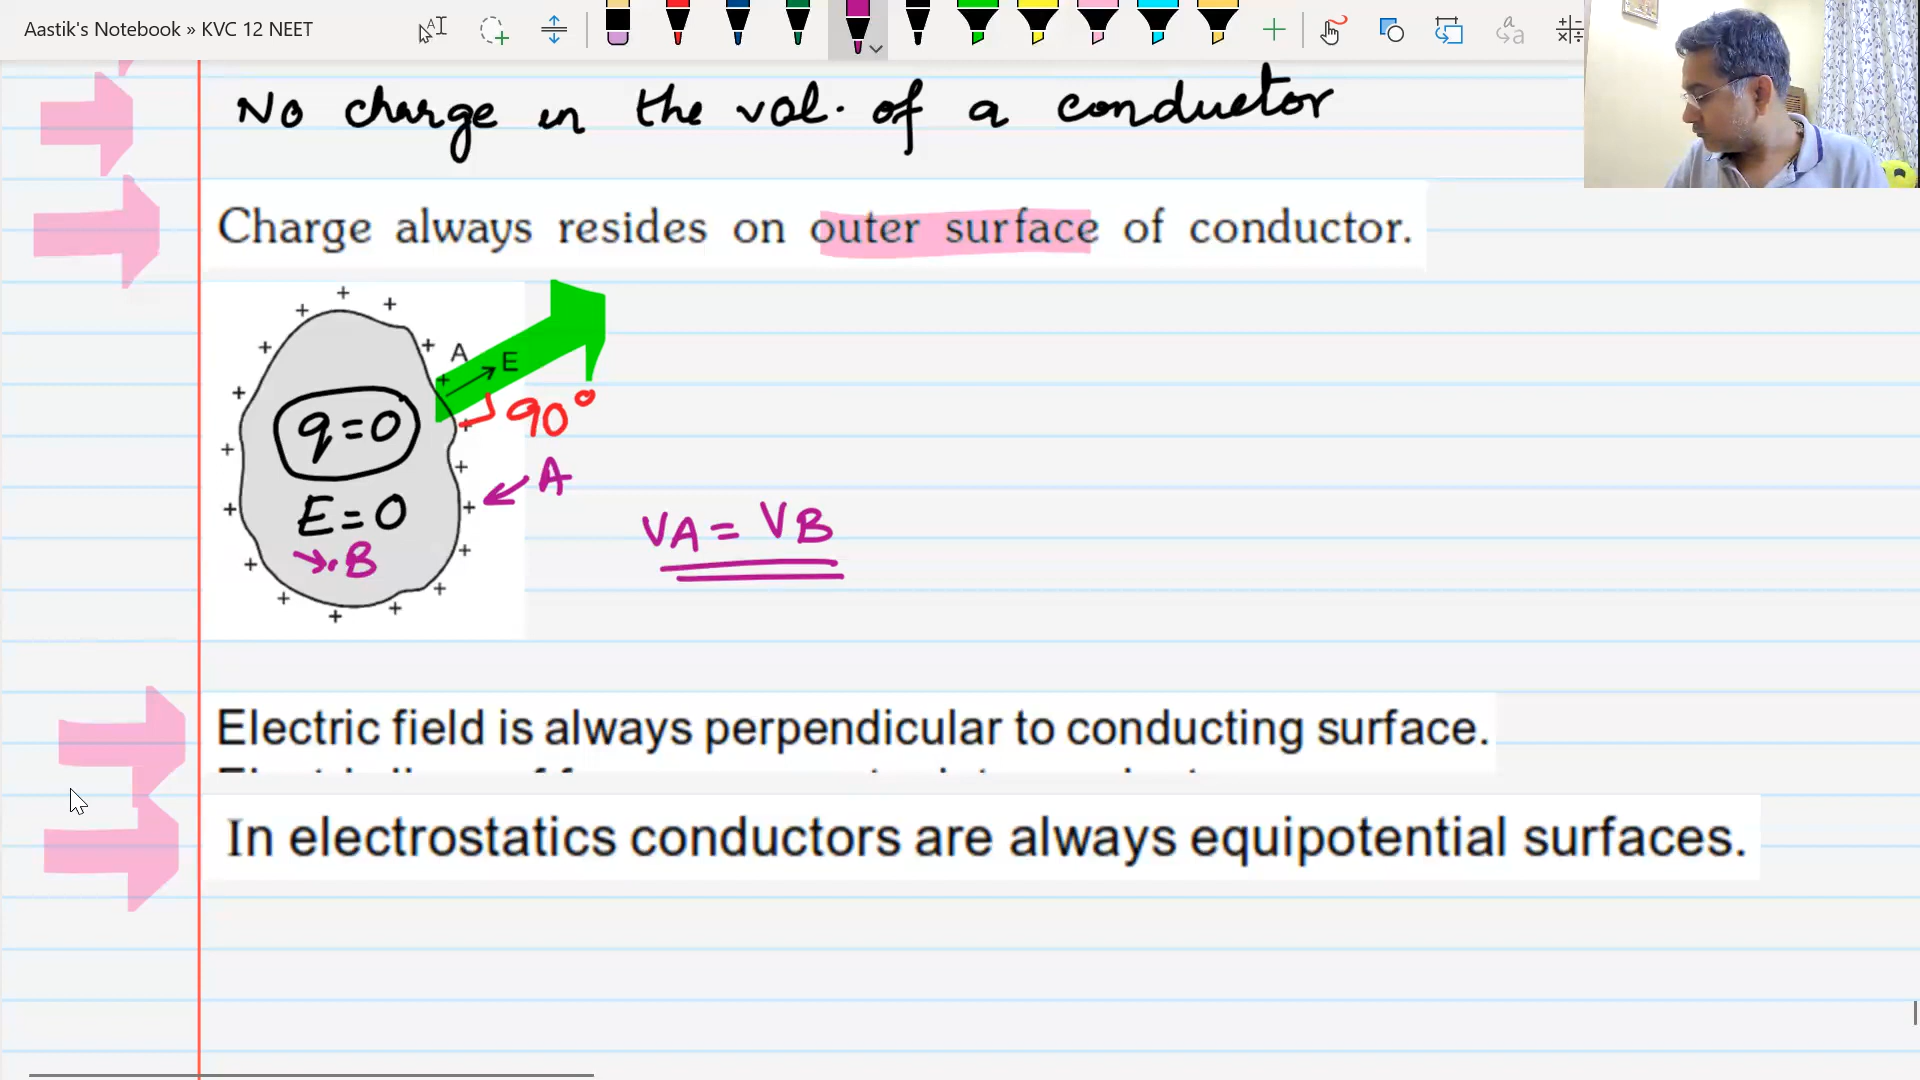 Aastik's Notebook » KVC 12 NEET
No charge in the vol. of a conductor
Charge always resides on outer surface of conductor.
A
E
90°
q=0
A
E=0
B
VA = VB
Electric field is always perpendicular to conducting surface.
In electrostatics conductors are always equipotential surfaces.